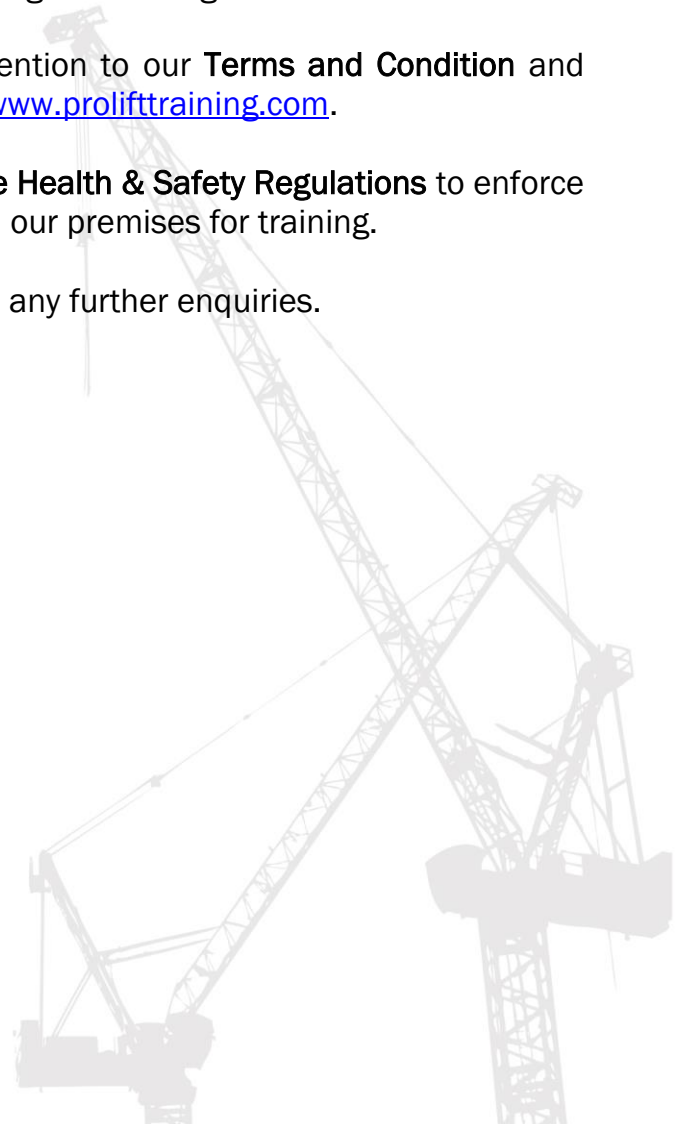 ention to our Terms and Condition and
www.prolifttraining.com.
e Health & Safety Regulations to enforce
our premises for training.
any further enquiries.